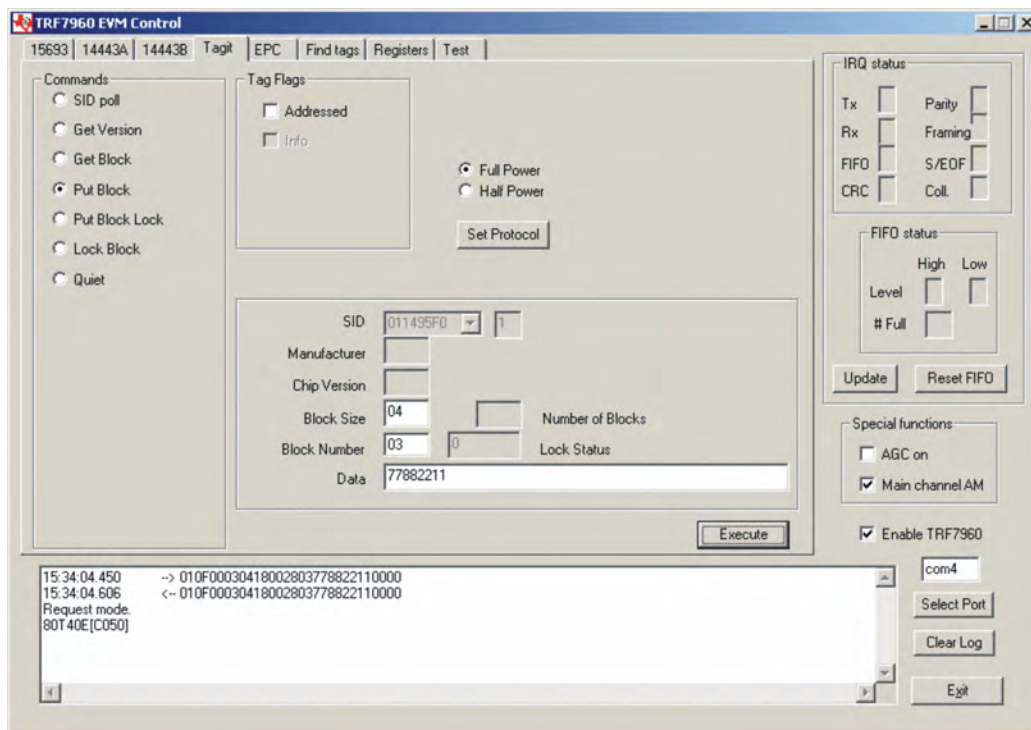 TRF7960 EVM Control
15693 14443A 14443B Tagit EPC Find tags Registers Test
Commands
SID poll
Get Version
Get Block
Put Block
Put Block Lock
Lock Block
Quiet
Tag Flags
Addressed
Info
Full Power
Half Power
Set Protocol
SID 011495F0 1
Manufacturer
Chip Version
Block Size 04 Number of Blocks
Block Number 03 0 Lock Status
Data 77882211
Execute
IRQ status
Tx Parity
Rx Framing
FIFO S/EOF
CRC Coll.
FIFO status
High Low
Level
# Full
Update Reset FIFO
Special functions
AGC on
Main channel AM
Enable TRF7960
com4
Select Port
Clear Log
Exit
15:34:04.450 --> 010F00030418002803778822110000
15:34:04.606 <-- 010F00030418002803778822110000
Request mode.
80T40E[C050]